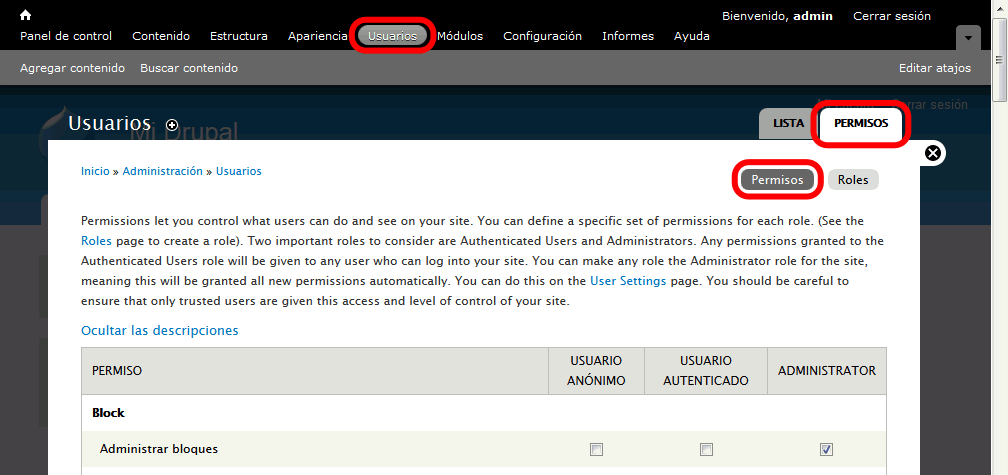 Bienvenido, admin Cerrar sesión
Panel de control Contenido Estructura Apariencia Usuarios Módulos Configuración Informes Ayuda
Agregar contenido Buscar contenido Editar atajos
cerrar sesión
Mi Drupal
Usuarios LISTA PERMISOS
Inicio » Administración » Usuarios
Permisos Roles
Permissions let you control what users can do and see on your site. You can define a specific set of permissions for each role. (See the
Roles page to create a role). Two important roles to consider are Authenticated Users and Administrators. Any permissions granted to the
Authenticated Users role will be given to any user who can log into your site. You can make any role the Administrator role for the site,
meaning this will be granted all new permissions automatically. You can do this on the User Settings page. You should be careful to
ensure that only trusted users are given this access and level of control of your site.
Ocultar las descripciones
PERMISO USUARIO ANÓNIMO USUARIO AUTENTICADO ADMINISTRATOR
Block
Administrar bloques